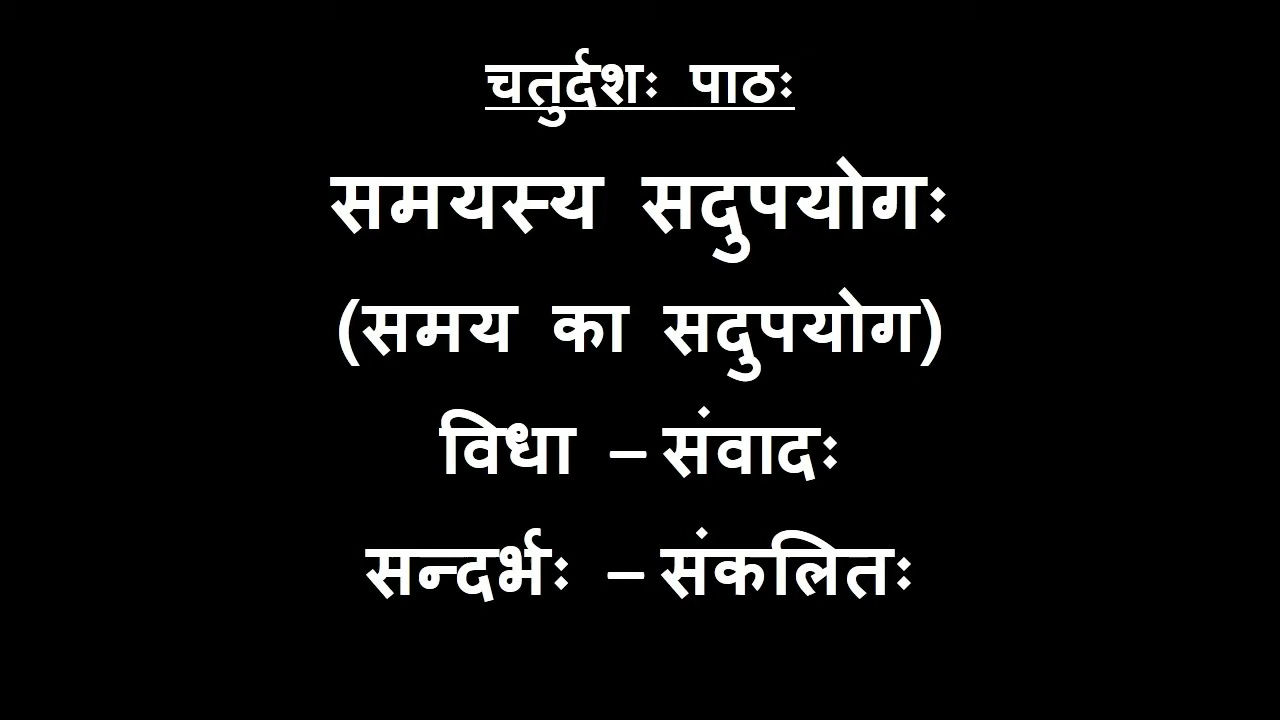 चतुर्दशः पाठः
समयस्य सदुपयोगः
(समय का सदुपयोग)
विधा – संवादः
सन्दर्भः – संकलितः